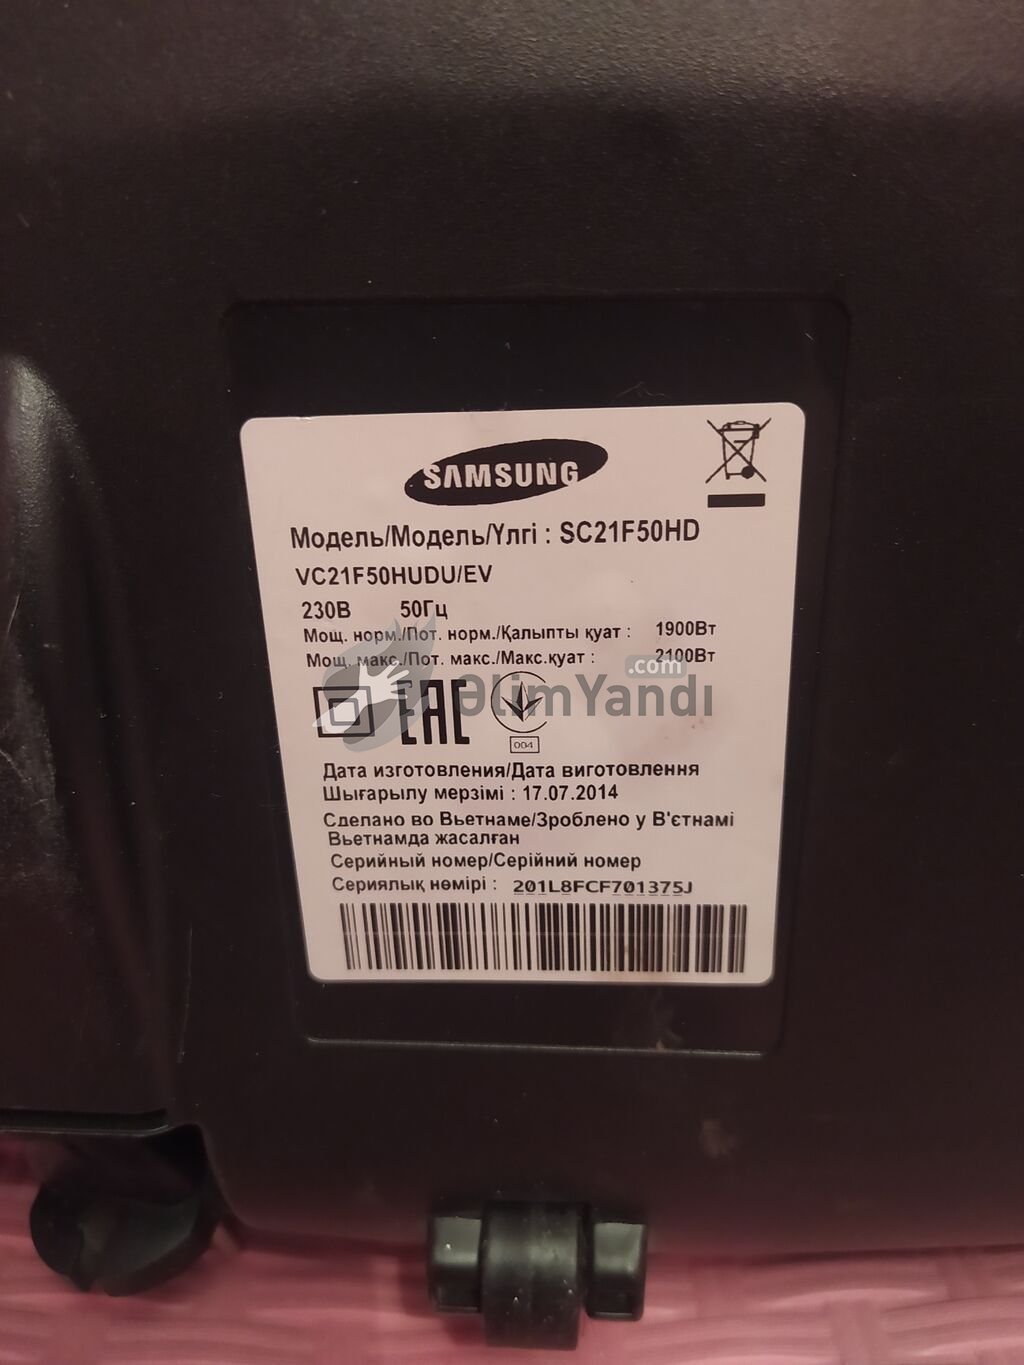 SAMSUNG
Модель/Модель/Үлгі : SC21F50HD
VC21F50HUDU/EV
230В 50Гц
Мощ. норм./Пот. норм./Қалыпты қуат : 1900Вт
Мощ. макс./Пот. макс./Макс.қуат : 2100Вт
.com
ƏlimYandı
EAC
004
Дата изготовления/Дата виготовлення
Шығарылу мерзімі : 17.07.2014
Сделано во Вьетнаме/Зроблено у В'єтнамі
Вьетнамда жасалған
Серийный номер/Серійний номер
Сериялық нөмірі : 201L8FCF701375J